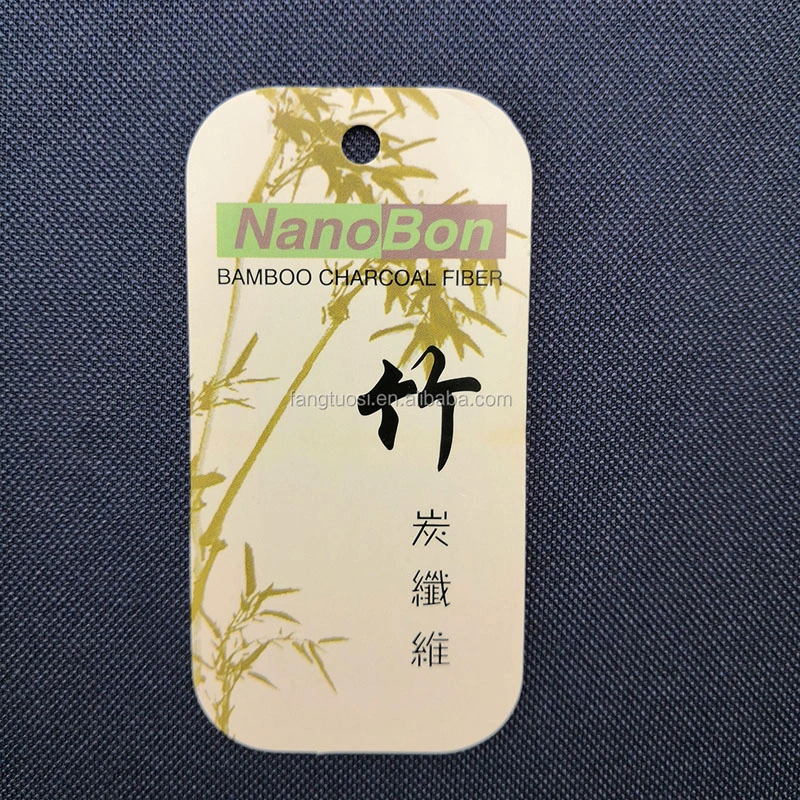 NanoBon
BAMBOO CHARCOAL FIBER
竹
fangtuosi.en.alibaba.com
炭
纖
維